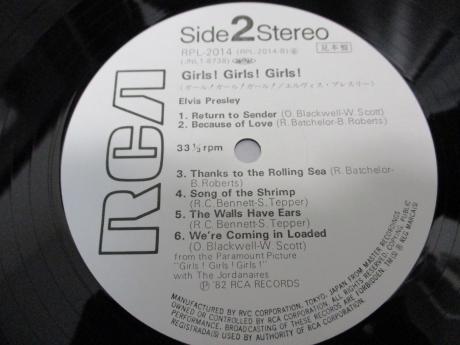 Side 2 Stereo
RPL-2014 (RPL-2014-B) Ⓡ
(JNL1-8738)
見本盤
Girls! Girls! Girls!
(ガール！ガール！ガール！／エルヴィス・プレスリー)
Elvis Presley
1. Return to Sender (O.Blackwell-W.Scott)
2. Because of Love (R.Batchelor-B.Roberts)
33 1/3 rpm
3. Thanks to the Rolling Sea (R.Batchelor-
B.Roberts)
4. Song of the Shrimp
(R.C.Bennett-S.Tepper)
5. The Walls Have Ears
(R.C.Bennett-S.Tepper)
6. We're Coming in Loaded
(O.Blackwell-W.Scott)
from the Paramount Picture
"Girls! Girls! Girls!"
with The Jordanaires
Ⓟ '82 RCA RECORDS
RCA
MANUFACTURED BY RVC CORPORATION, TOKYO, JAPAN FROM MASTER RECORDINGS
OWNED OR CONTROLLED BY RCA CORPORATION. ALL RIGHTS RESERVED. COPYING, PUBLIC
PERFORMANCE, BROADCASTING OF THESE RECORDS ARE FORBIDDEN. TM(S) ® REG MARCA(S)
REGISTRADA(S) USED BY AUTHORITY OF RCA CORPORATION